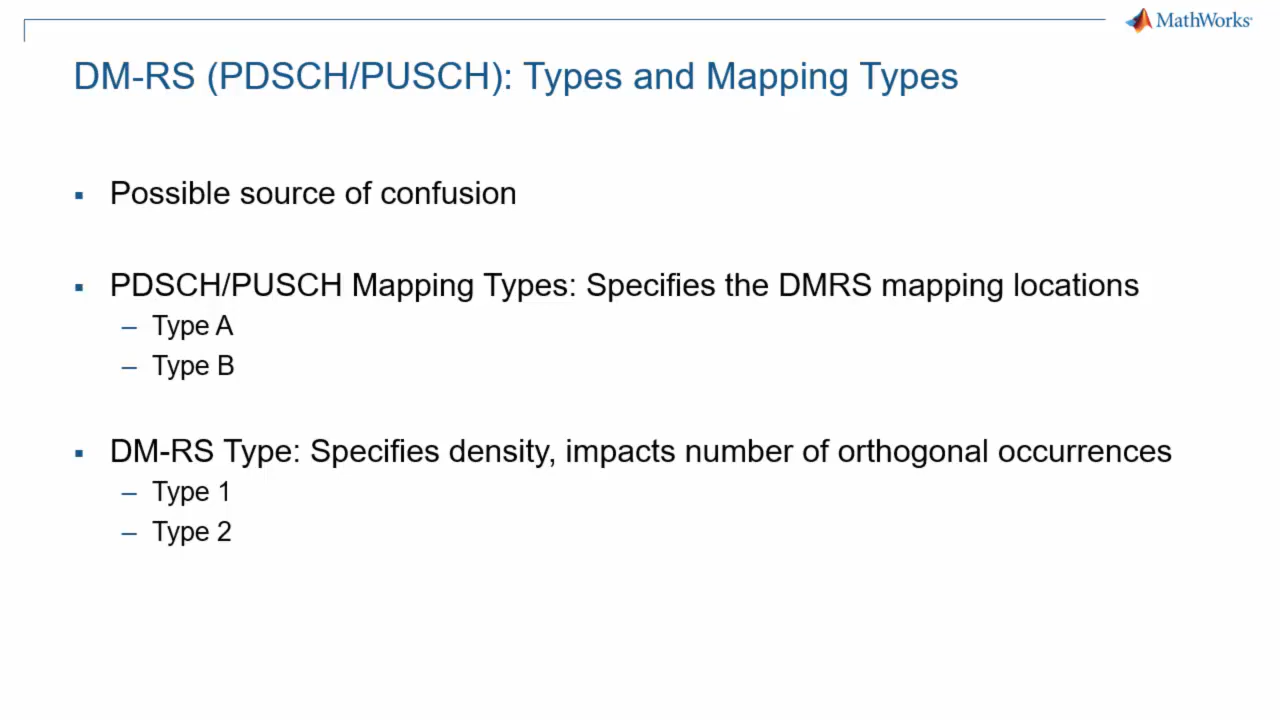 MathWorks
DM-RS (PDSCH/PUSCH): Types and Mapping Types
▪ Possible source of confusion
▪ PDSCH/PUSCH Mapping Types: Specifies the DMRS mapping locations
– Type A
– Type B
▪ DM-RS Type: Specifies density, impacts number of orthogonal occurrences
– Type 1
– Type 2